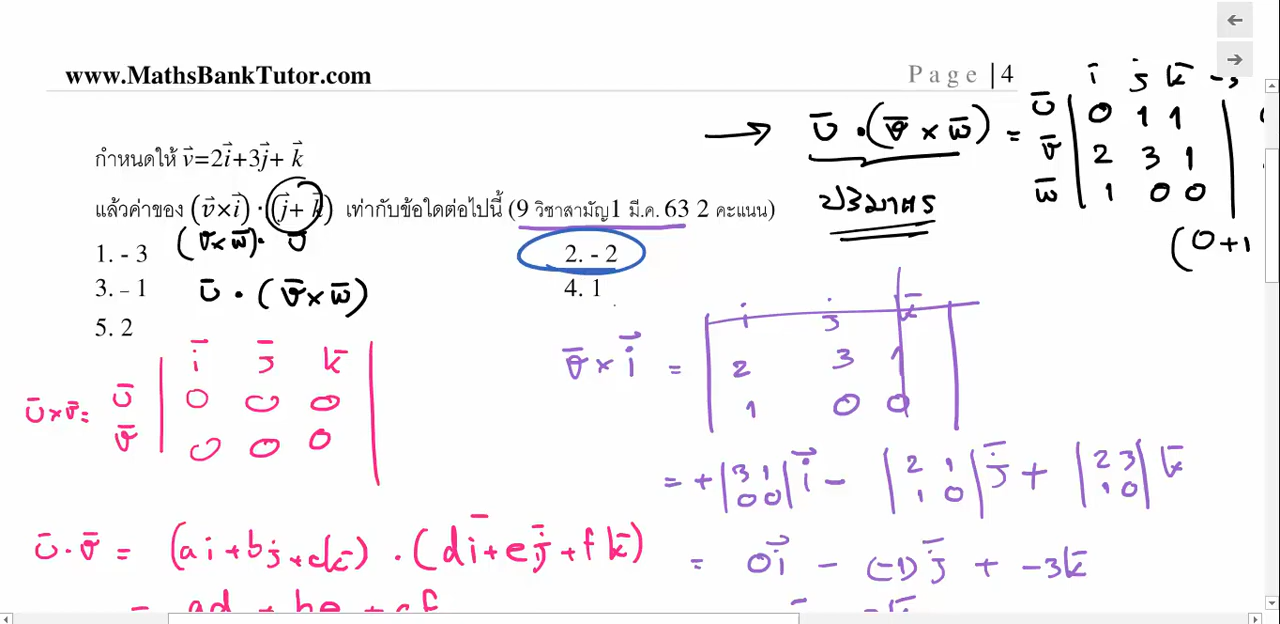 www.MathsBankTutor.com
Page |4
กำหนดให้ v⃗=2i⃗+3j⃗+ k⃗
แล้วค่าของ (v⃗×i⃗) · (j⃗+ k⃗) เท่ากับข้อใดต่อไปนี้ (9 วิชาสามัญ1 มี.ค. 63 2 คะแนน)
1. - 3
2. - 2
3. - 1
4. 1
5. 2
(v̄×w̄)· ū
ū · (v̄×w̄)
→ ū · (v̄ × w̄) =
ปริมาตร
ī j̄ k̄
ū 0 1 1
v̄ 2 3 1
w̄ 1 0 0
(0+1
ū×v̄=
ī j̄ k̄
ū 0 0 0
v̄ 0 0 0
ū · v̄ = (ai+bj+ck̄) · (dī+ej̄+fk̄)
= ad + be + cf
v̄ × i⃗ =
i j k̄
2 3 1
1 0 0
= +|3 1| i⃗ - |2 1| j̄ + |2 3| k̄
|0 0| |1 0| |1 0|
= 0i⃗ - (-1)j̄ + -3k̄